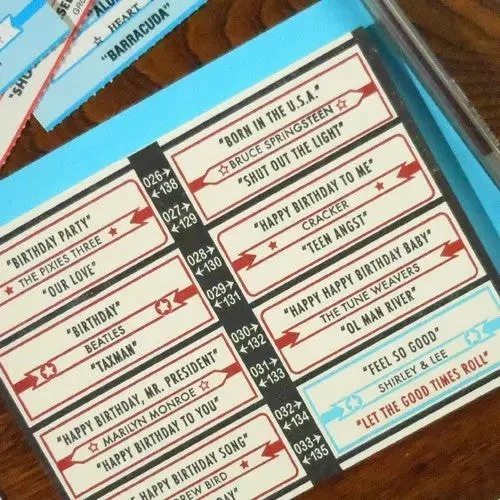 HEART
"BARRACUDA"
"BORN IN THE U.S.A."
BRUCE SPRINGSTEEN
"SHUT OUT THE LIGHT"
026→
←138
"BIRTHDAY PARTY"
THE PIXIES THREE
"OUR LOVE"
027→
←129
"HAPPY BIRTHDAY TO ME"
CRACKER
"TEEN ANGST"
028→
←130
"BIRTHDAY"
BEATLES
"TAXMAN"
029→
←131
"HAPPY HAPPY BIRTHDAY BABY"
THE TUNE WEAVERS
"OL MAN RIVER"
030→
←132
"HAPPY BIRTHDAY, MR. PRESIDENT"
MARILYN MONROE
"HAPPY BIRTHDAY TO YOU"
031→
←133
"FEEL SO GOOD"
SHIRLEY & LEE
"LET THE GOOD TIMES ROLL"
032→
←134
BIRTHDAY SONG"
BIRD
033→
←135